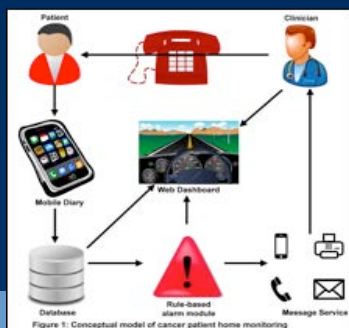 Patient
Clinician
Mobile Diary
Web Dashboard
Database
Rule-based
alarm module
Message Service
Figure 1: Conceptual model of cancer patient home monitoring